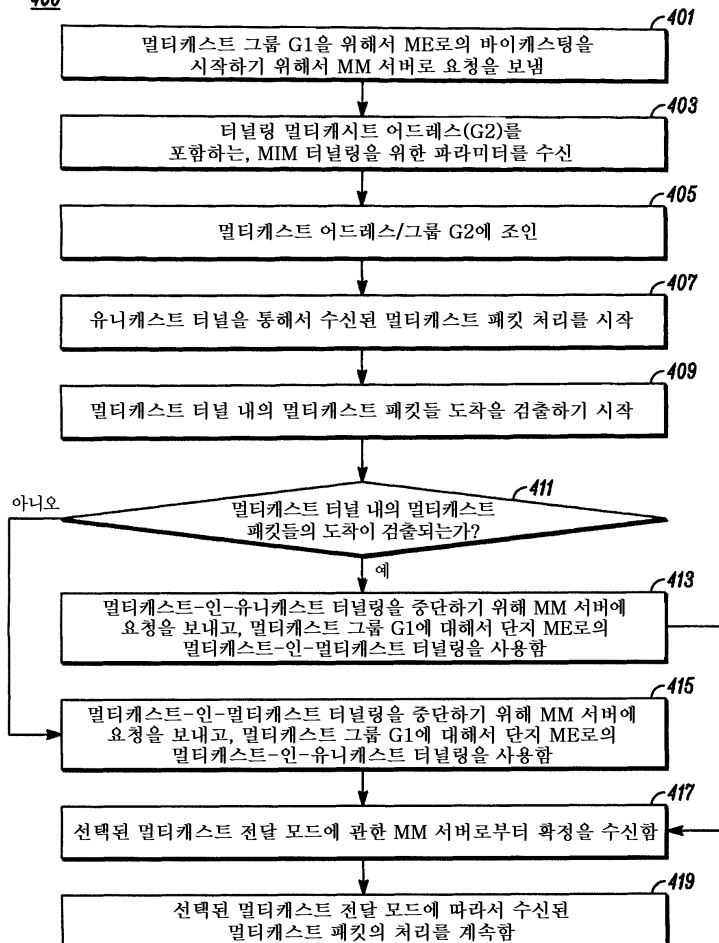 400
401
멀티캐스트 그룹 G1을 위해서 ME로의 바이캐스팅을
시작하기 위해서 MM 서버로 요청을 보냄
403
터널링 멀티캐시트 어드레스(G2)를
포함하는, MIM 터널링을 위한 파라미터를 수신
405
멀티캐스트 어드레스/그룹 G2에 조인
407
유니캐스트 터널을 통해서 수신된 멀티캐스트 패킷 처리를 시작
409
멀티캐스트 터널 내의 멀티캐스트 패킷들 도착을 검출하기 시작
411
아니오
멀티캐스트 터널 내의 멀티캐스트
패킷들의 도착이 검출되는가?
예
413
멀티캐스트-인-유니캐스트 터널링을 중단하기 위해 MM 서버에
요청을 보내고, 멀티캐스트 그룹 G1에 대해서 단지 ME로의
멀티캐스트-인-멀티캐스트 터널링을 사용함
415
멀티캐스트-인-멀티캐스트 터널링을 중단하기 위해 MM 서버에
요청을 보내고, 멀티캐스트 그룹 G1에 대해서 단지 ME로의
멀티캐스트-인-유니캐스트 터널링을 사용함
417
선택된 멀티캐스트 전달 모드에 관한 MM 서버로부터 확정을 수신함
419
선택된 멀티캐스트 전달 모드에 따라서 수신된
멀티캐스트 패킷의 처리를 계속함